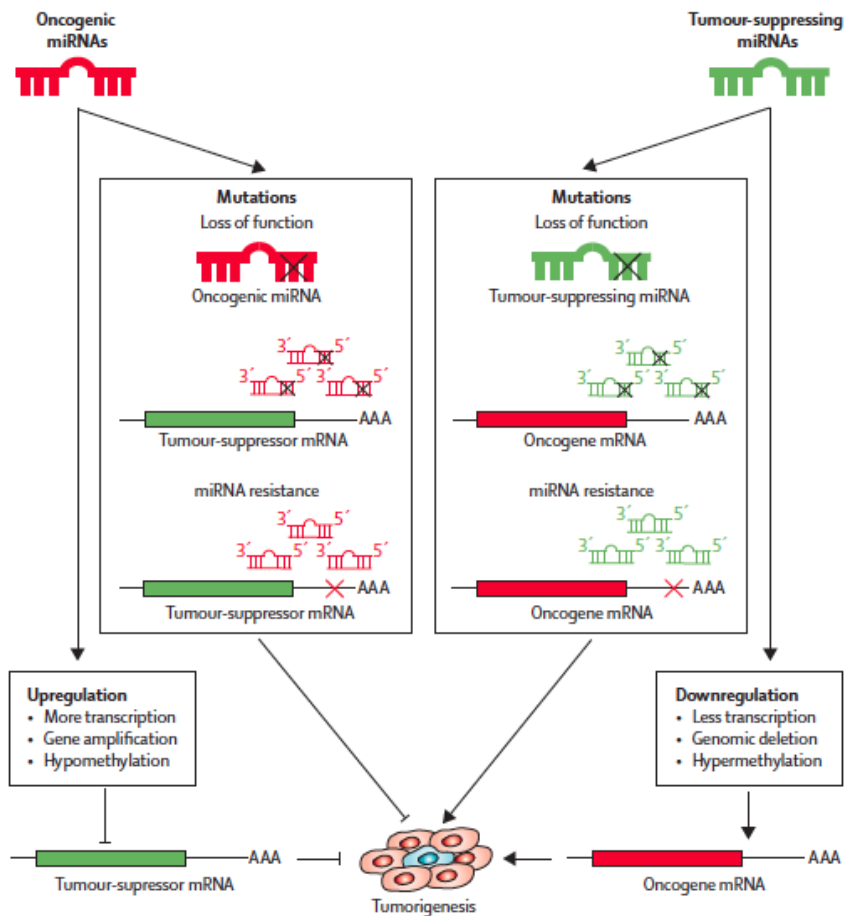 Oncogenic
miRNAs
Tumour-suppressing
miRNAs
Mutations
Loss of function
Oncogenic miRNA
3´ 5´
3´ 5´ 3´ 5´
AAA
Tumour-suppressor mRNA
miRNA resistance
3´ 5´
3´ 5´ 3´ 5´
AAA
Tumour-suppressor mRNA
Mutations
Loss of function
Tumour-suppressing miRNA
3´ 5´
3´ 5´ 3´ 5´
AAA
Oncogene mRNA
miRNA resistance
3´ 5´
3´ 5´ 3´ 5´
AAA
Oncogene mRNA
Upregulation
• More transcription
• Gene amplification
• Hypomethylation
Downregulation
• Less transcription
• Genomic deletion
• Hypermethylation
AAA
Tumour-supressor mRNA
Tumorigenesis
AAA
Oncogene mRNA